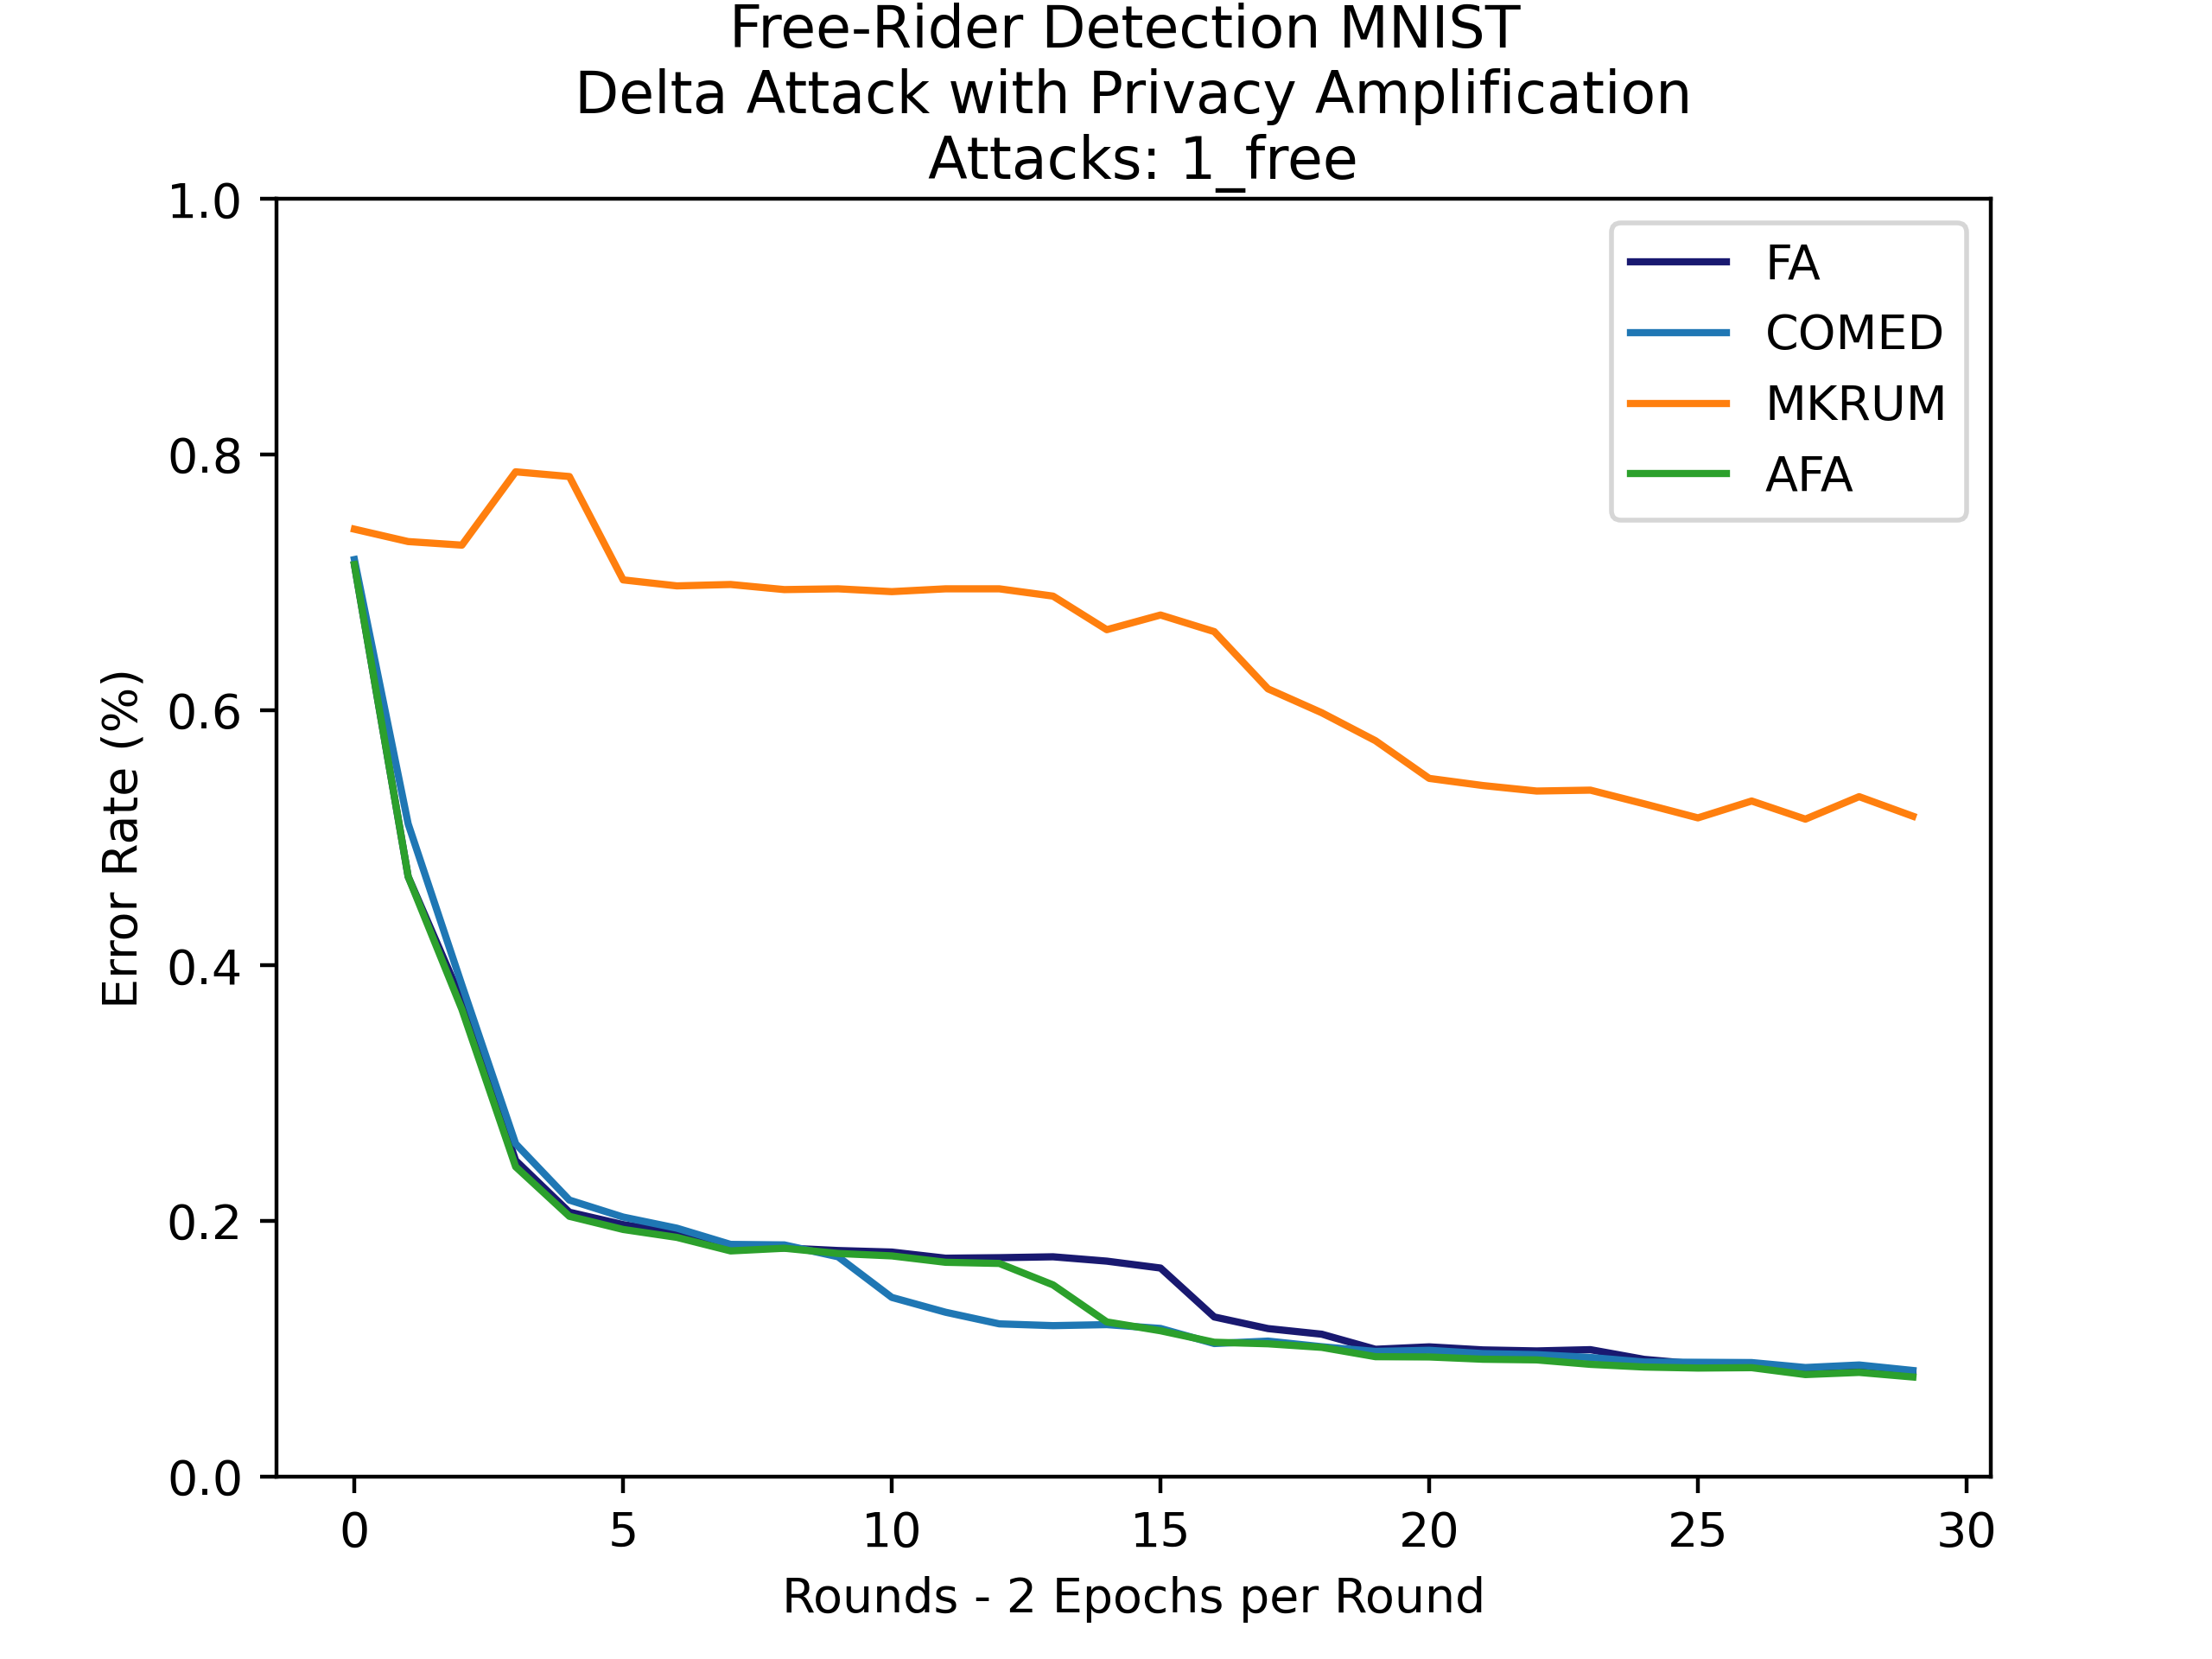 Free-Rider Detection MNIST
Delta Attack with Privacy Amplification
Attacks: 1_free
1.0
0.8
0.6
0.4
0.2
0.0
Error Rate (%)
FA
COMED
MKRUM
AFA
0 5 10 15 20 25 30
Rounds - 2 Epochs per Round